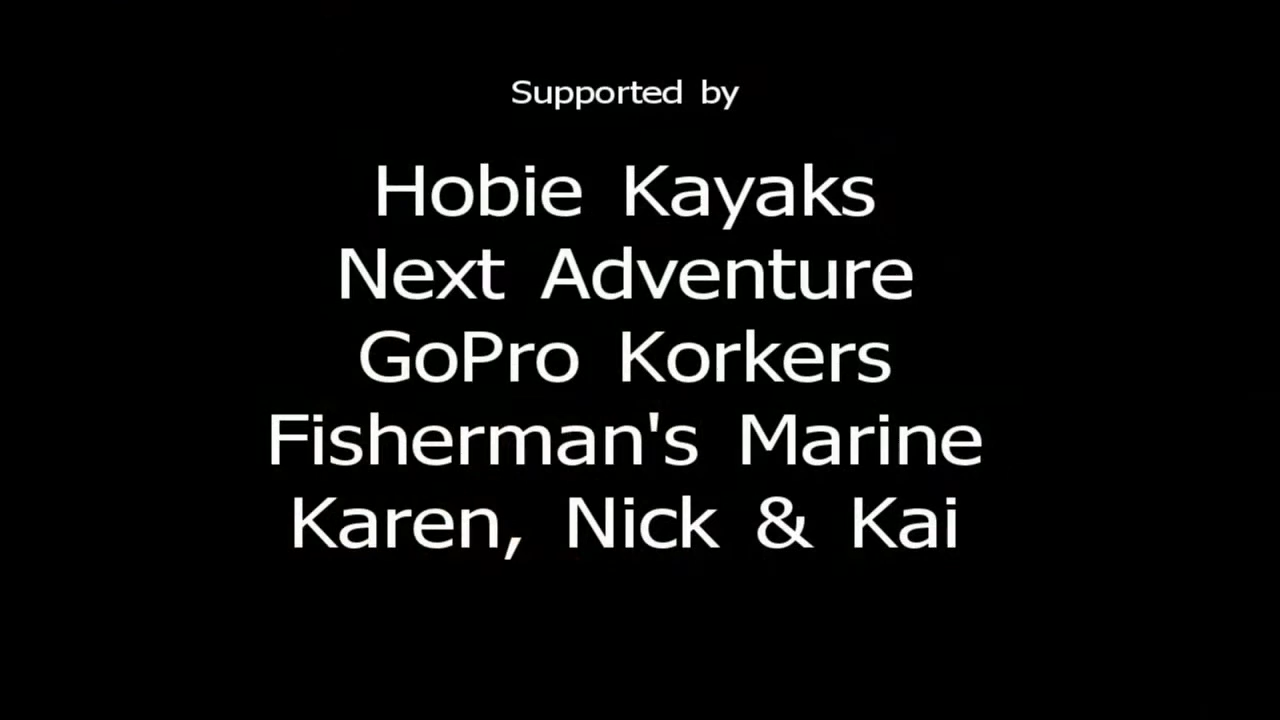 Supported by
Hobie Kayaks
Next Adventure
GoPro Korkers
Fisherman's Marine
Karen, Nick & Kai